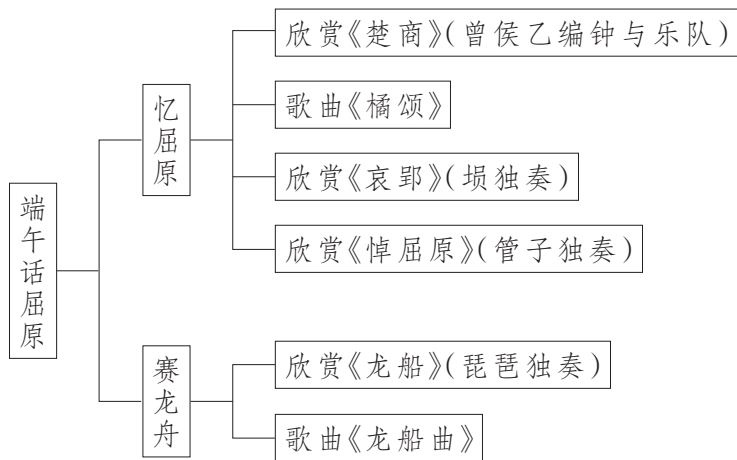 端午话屈原
忆屈原
欣赏《楚商》(曾侯乙编钟与乐队)
歌曲《橘颂》
欣赏《哀郢》(埙独奏)
欣赏《悼屈原》(管子独奏)
赛龙舟
欣赏《龙船》(琵琶独奏)
歌曲《龙船曲》